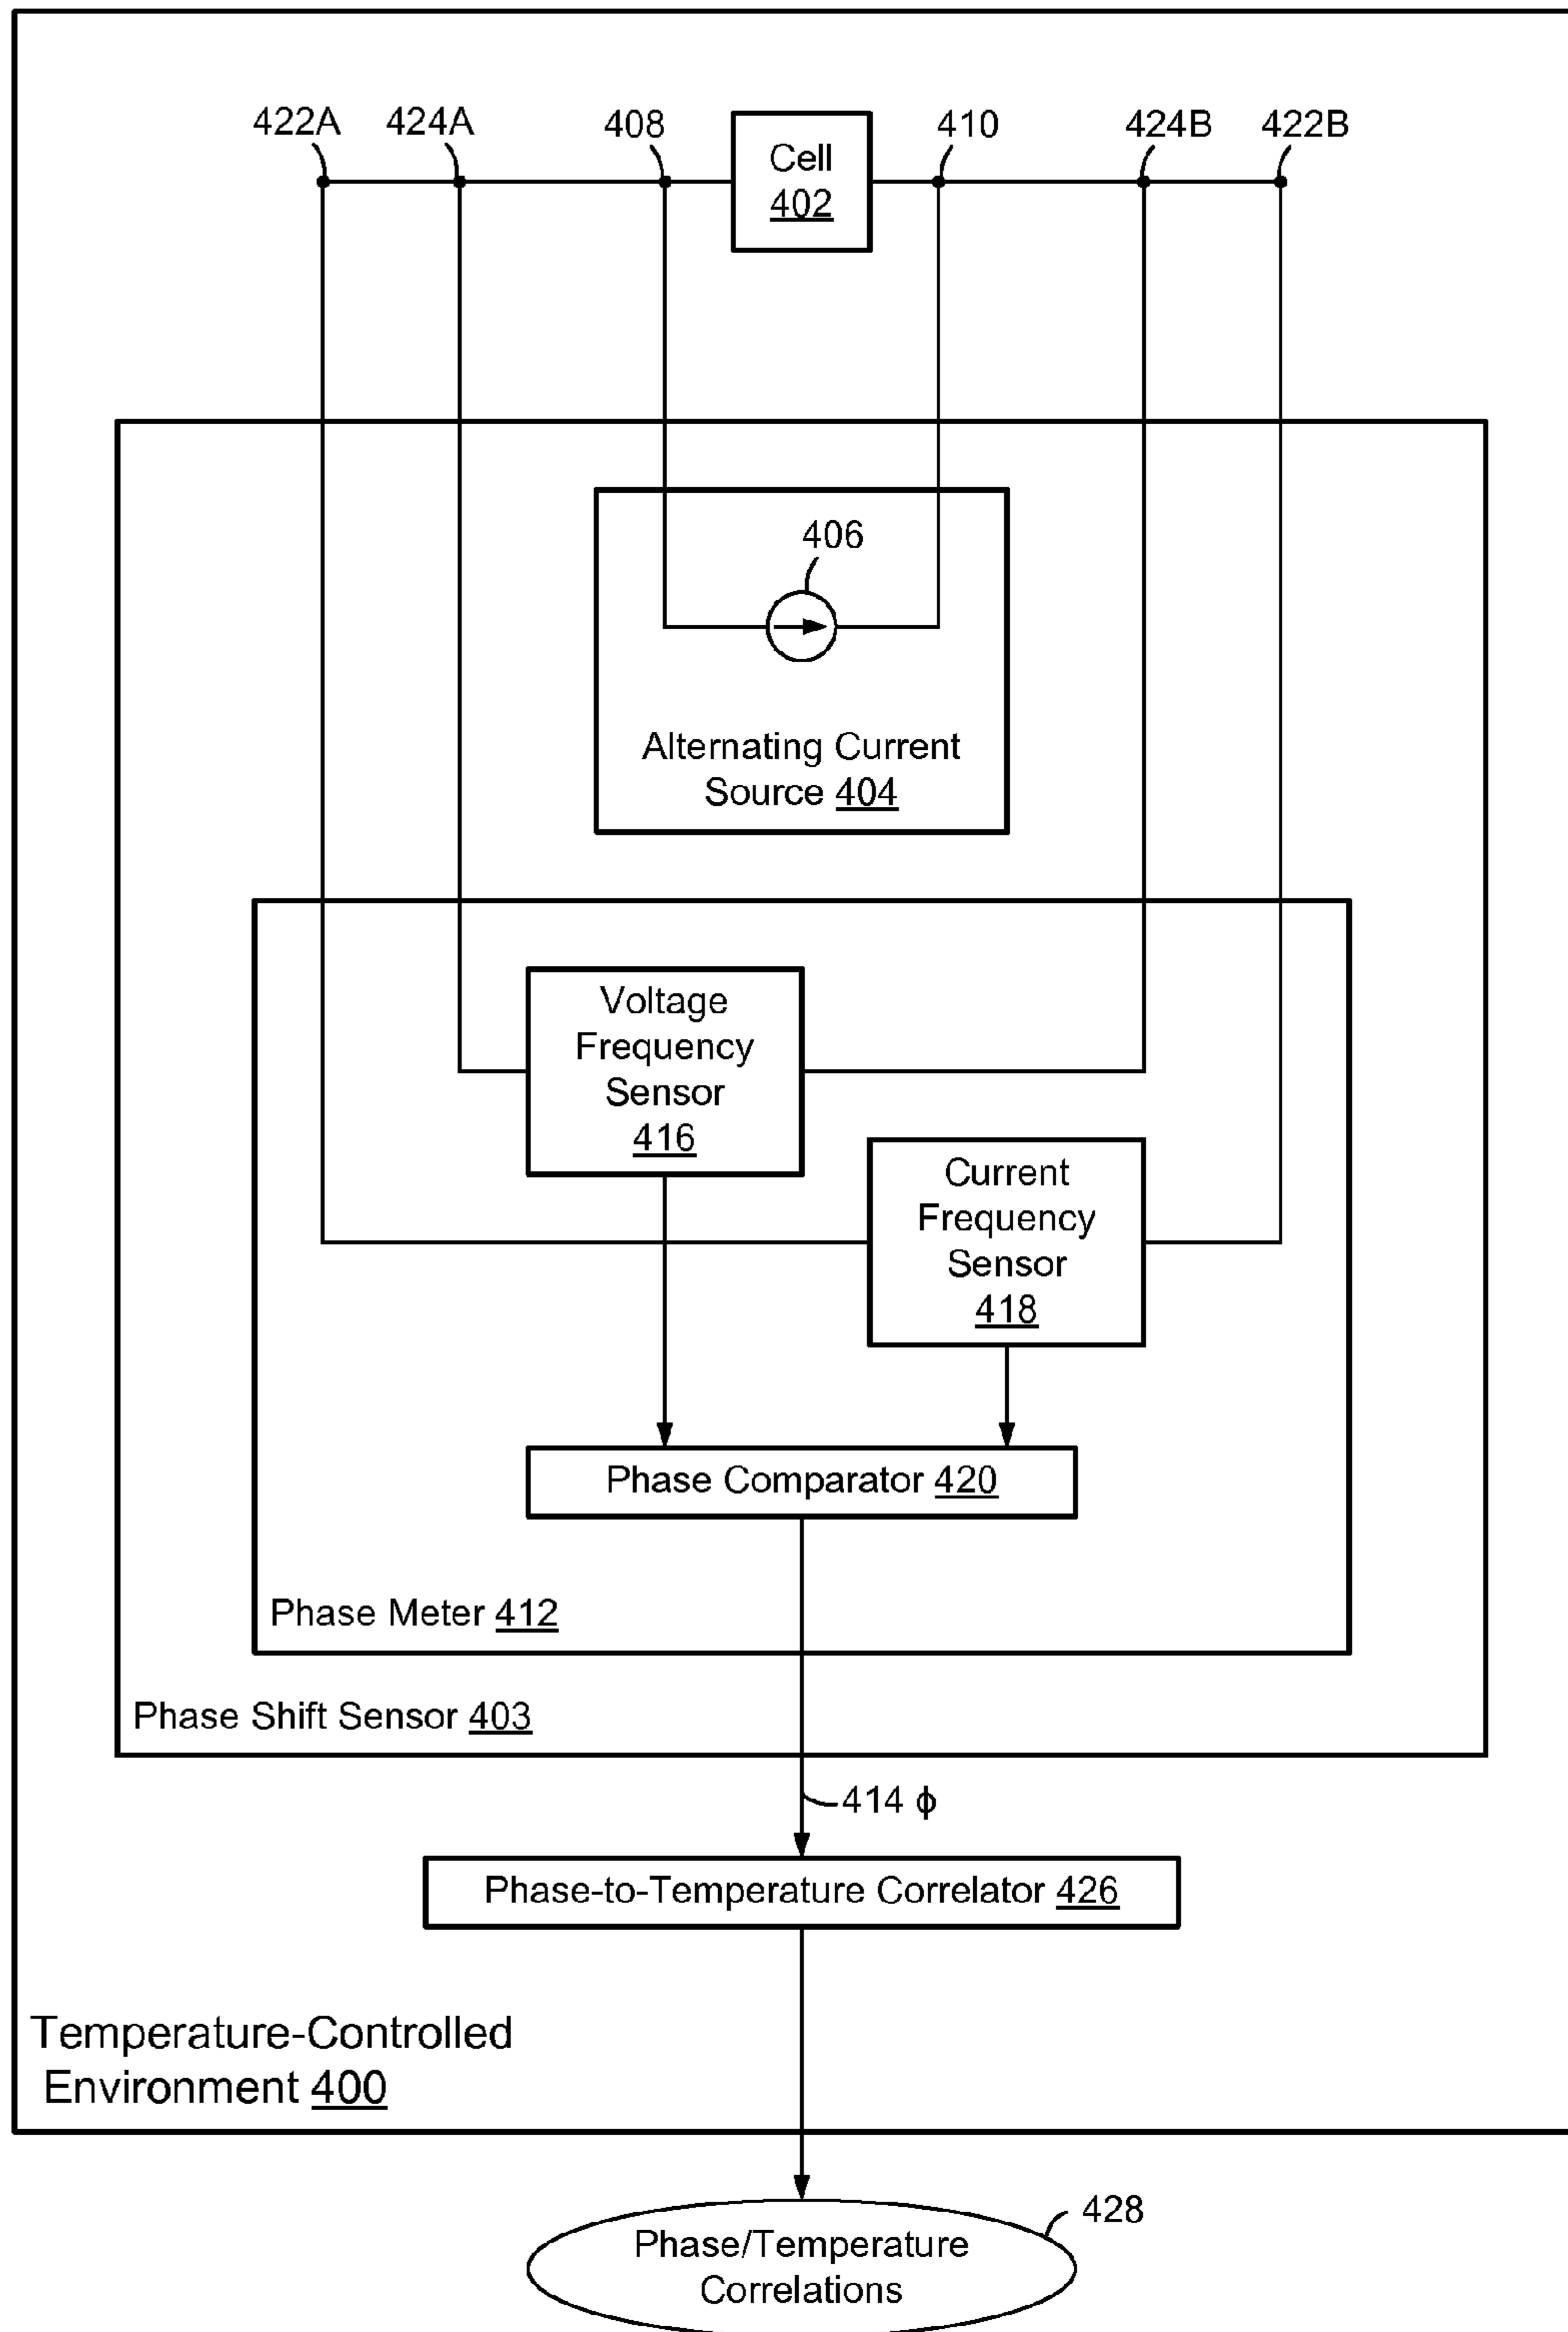 422A
424A
408
410
424B
422B
Cell
402
406
Alternating Current
Source 404
Voltage
Frequency
Sensor
416
Current
Frequency
Sensor
418
Phase Comparator 420
Phase Meter 412
Phase Shift Sensor 403
414 ϕ
Phase-to-Temperature Correlator 426
Temperature-Controlled
Environment 400
428
Phase/Temperature
Correlations